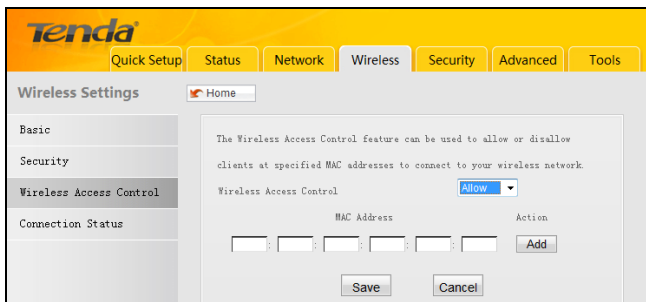 Tenda
Quick Setup Status Network Wireless Security Advanced Tools
Wireless Settings
Home
Basic
Security
Wireless Access Control
Connection Status
The Wireless Access Control feature can be used to allow or disallow
clients at specified MAC addresses to connect to your wireless network.
Wireless Access Control Allow
MAC Address Action
: : : : : Add
Save Cancel